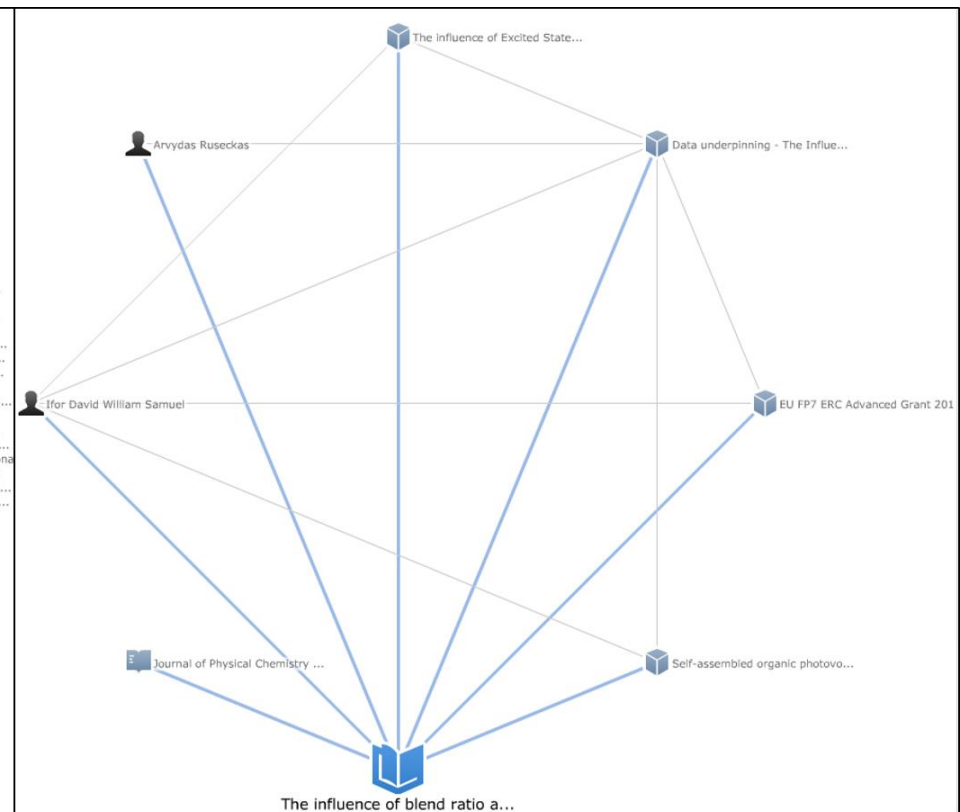 The influence of Excited State...
Arvydas Ruseckas
Data underpinning - The Influe...
Ifor David William Samuel
EU FP7 ERC Advanced Grant 201
Journal of Physical Chemistry ...
Self-assembled organic photovo...
The influence of blend ratio a...